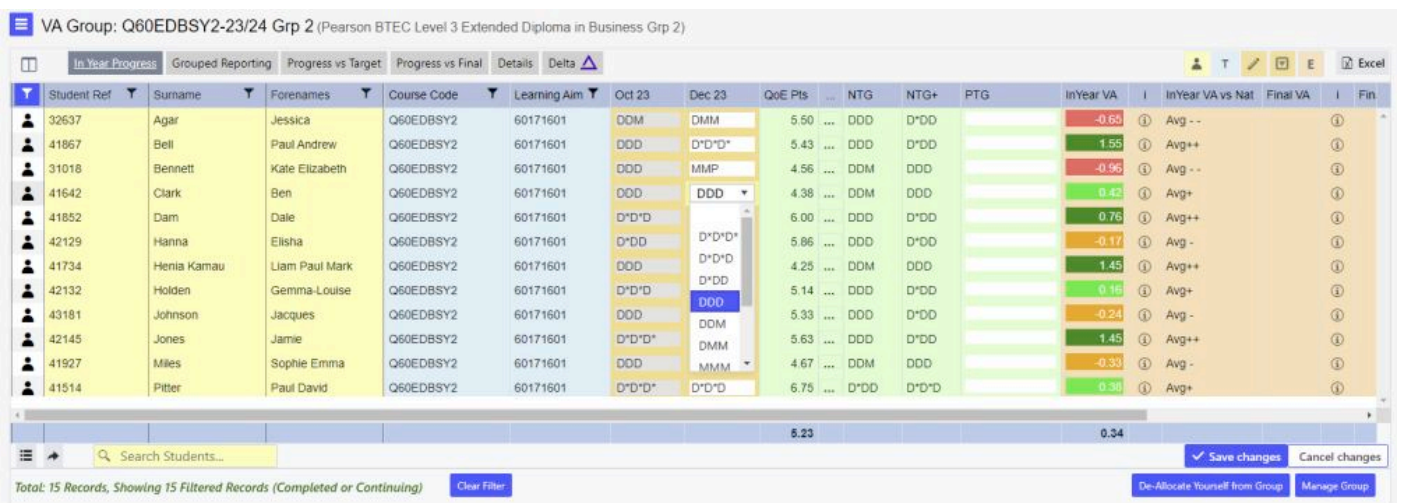 VA Group: Q60EDBSY2-23/24 Grp 2 (Pearson BTEC Level 3 Extended Diploma in Business Grp 2)
In Year Progress Grouped Reporting Progress vs Target Progress vs Final Details Delta T E Excel
Student Ref Surname Forenames Course Code Learning Aim Oct 23 Dec 23 QoE Pts ... NTG NTG+ PTG InYear VA i InYear VA vs Nat Final VA i Fin
32637 Agar Jessica Q60EDBSY2 60171601 DDM DMM 5.50 ... DDD D*DD -0.65 Avg - -
41867 Bell Paul Andrew Q60EDBSY2 60171601 DDD D*D*D* 5.43 ... DDD D*DD 1.55 Avg++
31018 Bennett Kate Elizabeth Q60EDBSY2 60171601 DDD MMP 4.56 ... DDM DDD -0.96 Avg - -
41642 Clark Ben Q60EDBSY2 60171601 DDD DDD 4.38 ... DDM DDD 0.42 Avg+
41852 Dam Dale Q60EDBSY2 60171601 D*D*D 6.00 ... DDD D*DD 0.76 Avg++
42129 Hanna Elisha Q60EDBSY2 60171601 D*DD D*D*D* 5.86 ... DDD D*DD -0.17 Avg -
41734 Henia Kamau Liam Paul Mark Q60EDBSY2 60171601 DDD D*D*D 4.25 ... DDM DDD 1.45 Avg++
42132 Holden Gemma-Louise Q60EDBSY2 60171601 D*D*D D*DD 5.14 ... DDD D*DD 0.16 Avg+
43181 Johnson Jacques Q60EDBSY2 60171601 DDD DDD 5.33 ... DDD D*DD -0.24 Avg -
42145 Jones Jamie Q60EDBSY2 60171601 D*D*D* DDM 5.63 ... DDD D*DD 1.45 Avg++
41927 Miles Sophie Emma Q60EDBSY2 60171601 DDD DMM 4.67 ... DDM DDD -0.33 Avg -
MMM
41514 Pitter Paul David Q60EDBSY2 60171601 D*D*D* D*D*D 6.75 ... D*DD D*D*D 0.38 Avg+
5.23 0.34
Search Students... Save changes Cancel changes
Total: 15 Records, Showing 15 Filtered Records (Completed or Continuing) Clear Filter De-Allocate Yourself from Group Manage Group